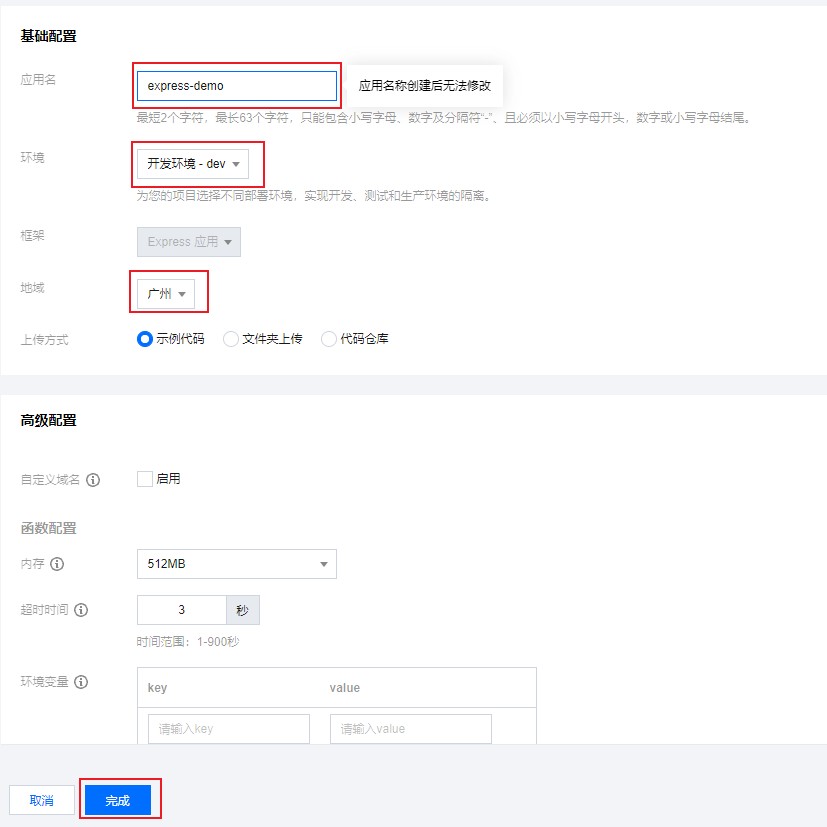 基础配置
应用名
express-demo
应用名称创建后无法修改
最短2个字符，最长63个字符，只能包含小写字母、数字及分隔符"-"、且必须以小写字母开头，数字或小写字母结尾。
环境
开发环境 - dev
为您的项目选择不同部署环境，实现开发、测试和生产环境的隔离。
框架
Express 应用
地域
广州
上传方式
示例代码 文件夹上传 代码仓库
高级配置
自定义域名
启用
函数配置
内存
512MB
超时时间
3 秒
时间范围：1-900秒
环境变量
key value
请输入key 请输入value
取消 完成